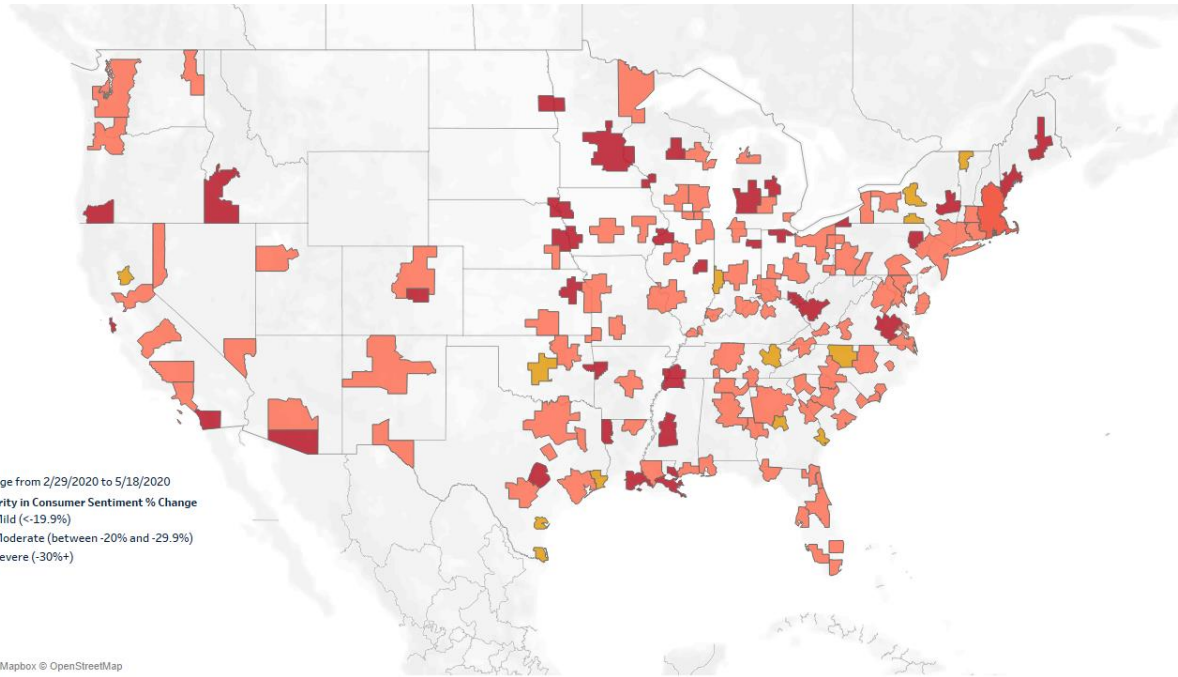 ge from 2/29/2020 to 5/18/2020
rity in Consumer Sentiment % Change
Mild (<-19.9%)
Moderate (between -20% and -29.9%)
evere (-30%+)
Mapbox © OpenStreetMap